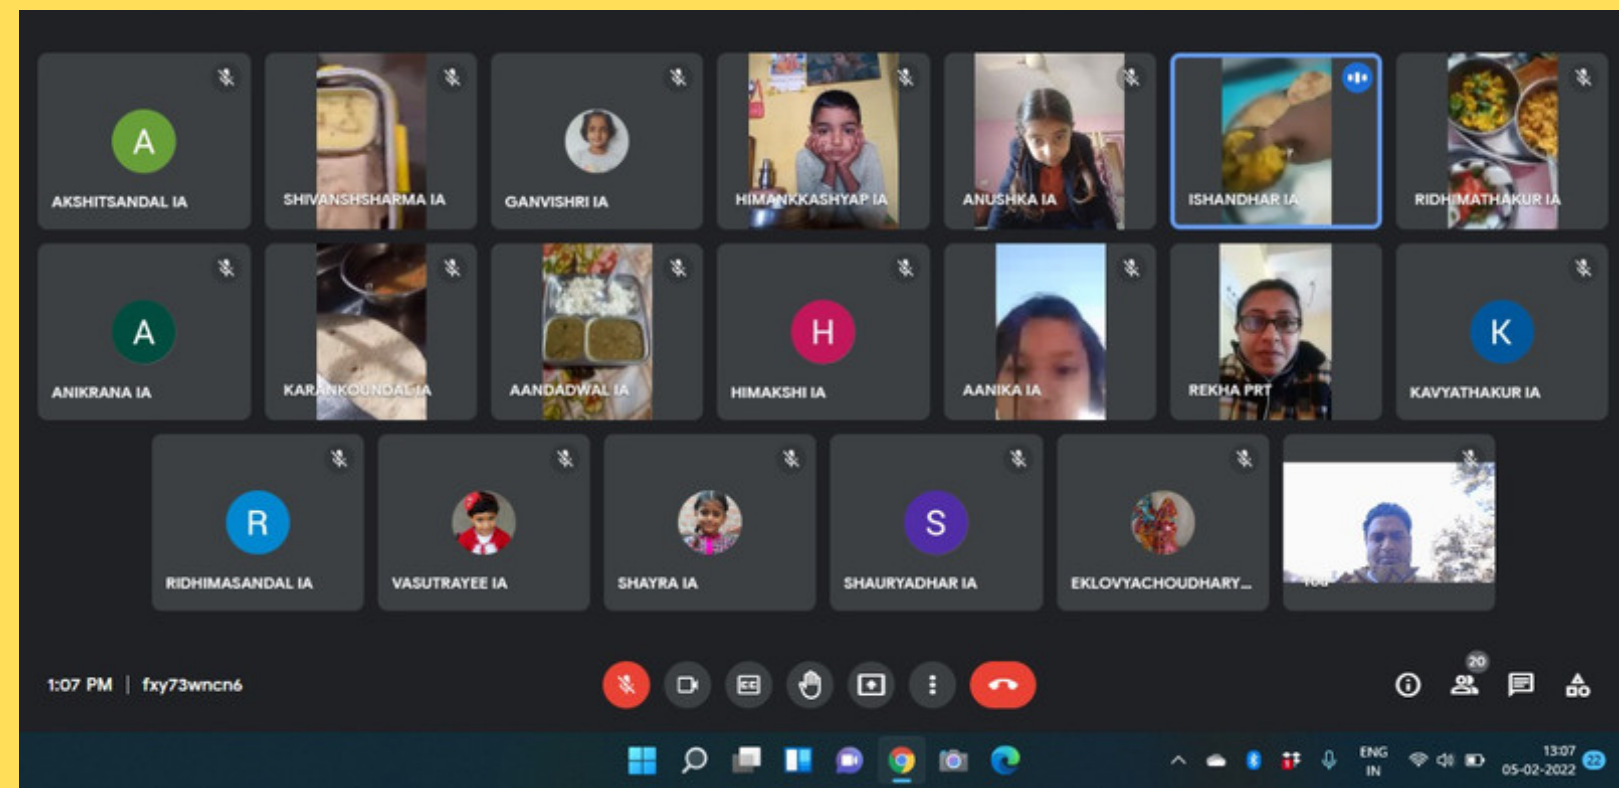 A
AKSHITSANDAL IA
SHIVANSHSHARMA IA
GANVISHRI IA
HIMANKKASHYAP IA
ANUSHKA IA
ISHANDHAR IA
RIDHIMATHAKUR IA
A
ANIKRANA IA
KARANKOUNDAL IA
AANDADWAL IA
H
HIMAKSHI IA
AANIKA IA
REKHA PRT
K
KAVYATHAKUR IA
R
RIDHIMASANDAL IA
VASUTRAYEE IA
SHAYRA IA
S
SHAURYADHAR IA
EKLOVYACHOUDHARY...
You
1:07 PM | fxy73wncn6
CC
20
ENG
IN
13:07
05-02-2022
22